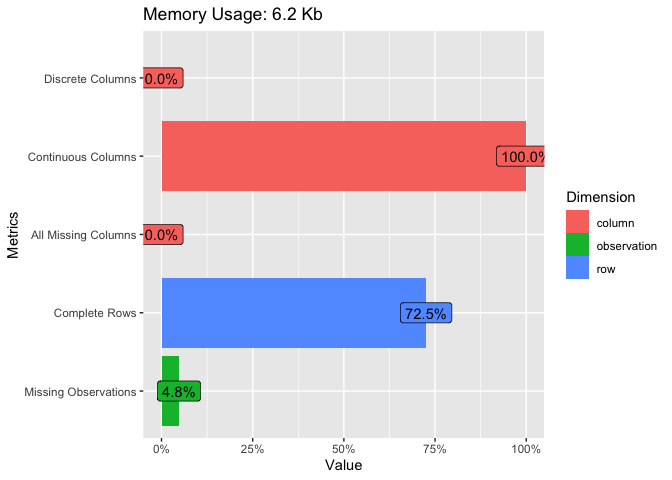 Memory Usage: 6.2 Kb
Discrete Columns
0.0%
Continuous Columns
100.0%
All Missing Columns
0.0%
Complete Rows
72.5%
Missing Observations
4.8%
0%
25%
50%
75%
100%
Value
Metrics
Dimension
column
observation
row